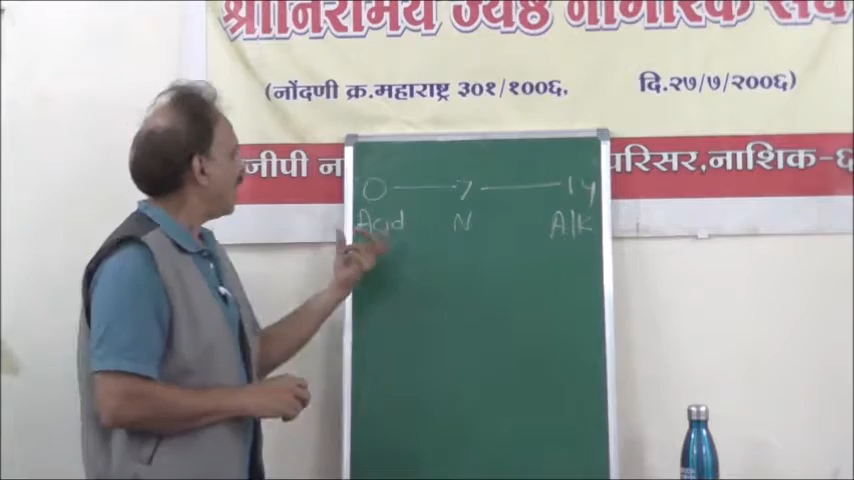 श्रीनिरामय ज्येष्ठ नागरिक
नोंदणी क्र.महाराष्ट्र ३०१/१००६,
दि.२७/७/२००६
परिसर,नाशिक-
0 — 7 — 14
Acid N Alk